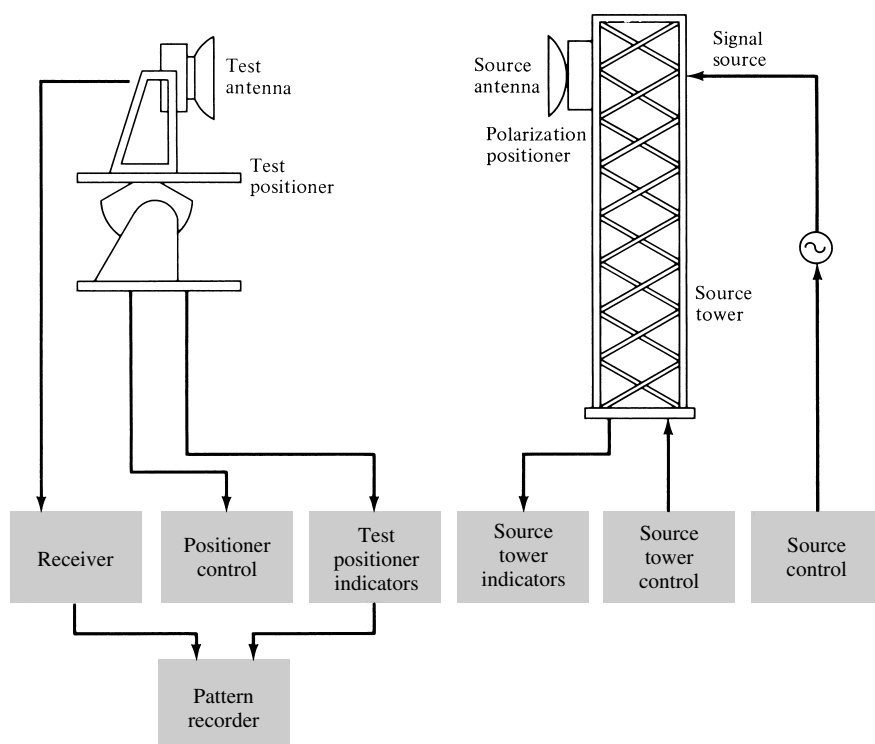 Test
antenna
Test
positioner
Source
antenna
Polarization
positioner
Signal
source
Source
tower
Receiver
Positioner
control
Test
positioner
indicators
Source
tower
indicators
Source
tower
control
Source
control
Pattern
recorder